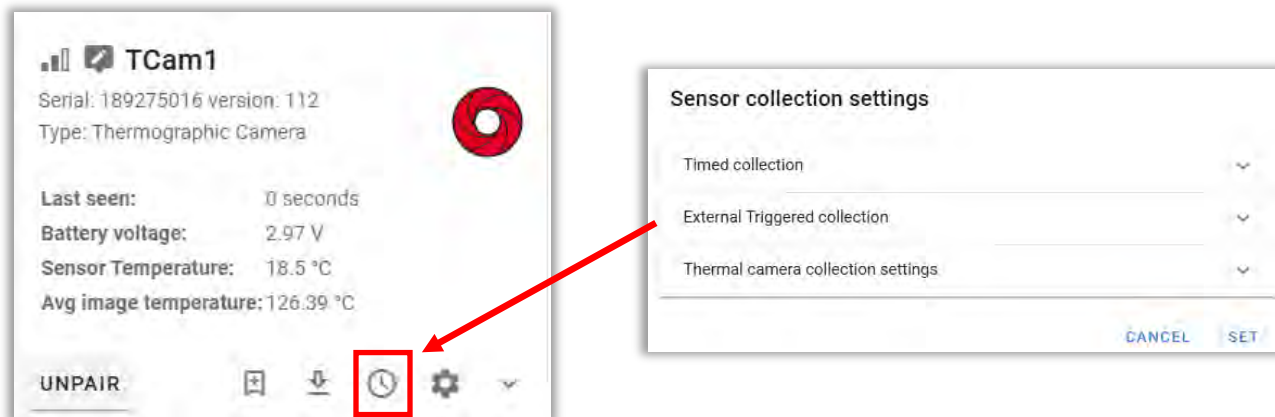 TCam1
Serial: 189275016 version: 112
Type: Thermographic Camera
Last seen: 0 seconds
Battery voltage: 2.97 V
Sensor Temperature: 18.5 °C
Avg image temperature: 126.39 °C
UNPAIR
Sensor collection settings
Timed collection
External Triggered collection
Thermal camera collection settings
CANCEL SET